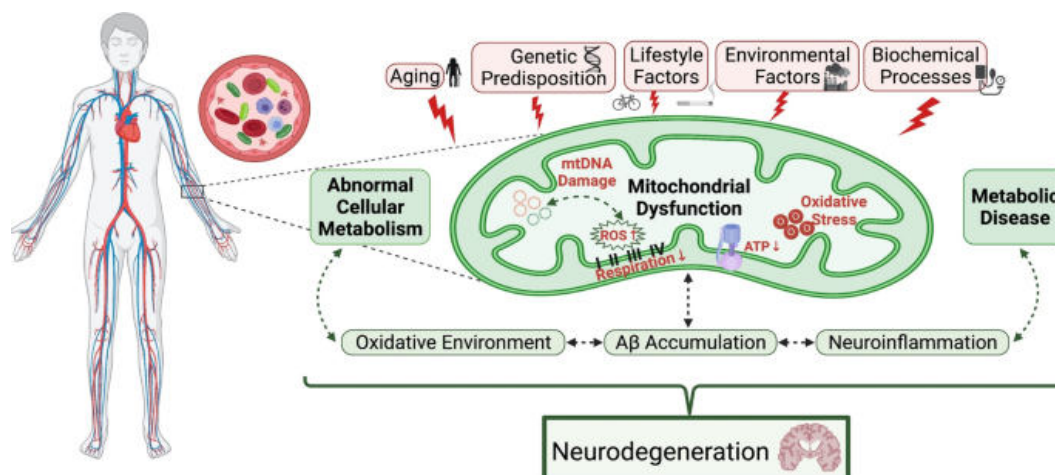 Aging
Genetic
Predisposition
Lifestyle
Factors
Environmental
Factors
Biochemical
Processes
Abnormal
Cellular
Metabolism
mtDNA
Damage
Mitochondrial
Dysfunction
Oxidative
Stress
ROS ↑
I II III IV
Respiration ↓
ATP ↓
Metabolic
Disease
Oxidative Environment
Aβ Accumulation
Neuroinflammation
Neurodegeneration